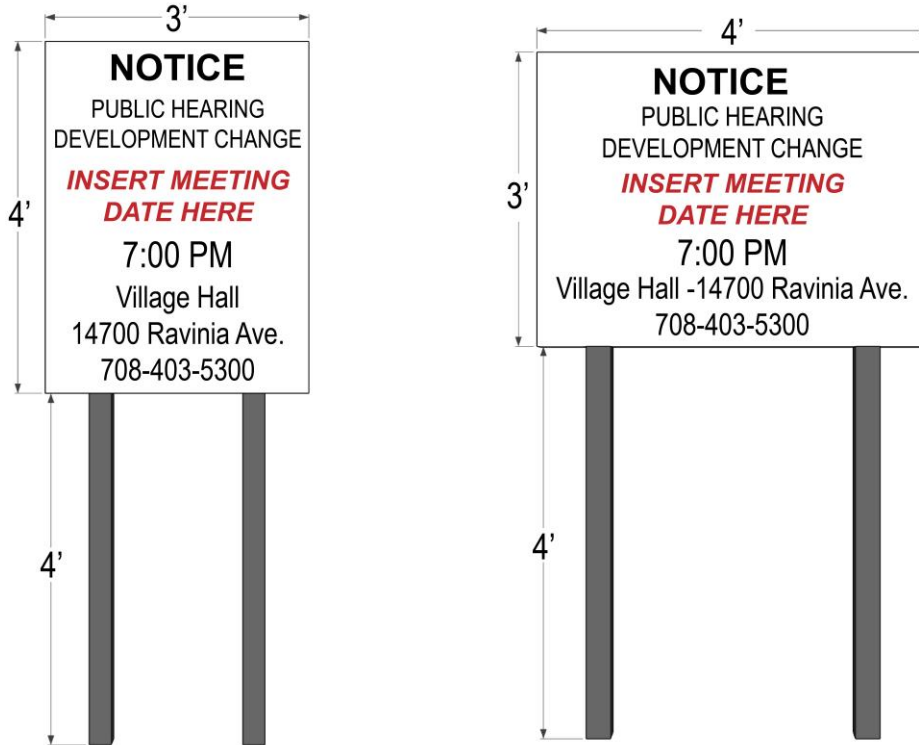 3’
NOTICE
PUBLIC HEARING
DEVELOPMENT CHANGE
INSERT MEETING
DATE HERE
7:00 PM
Village Hall
14700 Ravinia Ave.
708-403-5300
4’
4’
4’
NOTICE
PUBLIC HEARING
DEVELOPMENT CHANGE
INSERT MEETING
DATE HERE
7:00 PM
Village Hall -14700 Ravinia Ave.
708-403-5300
3’
4’